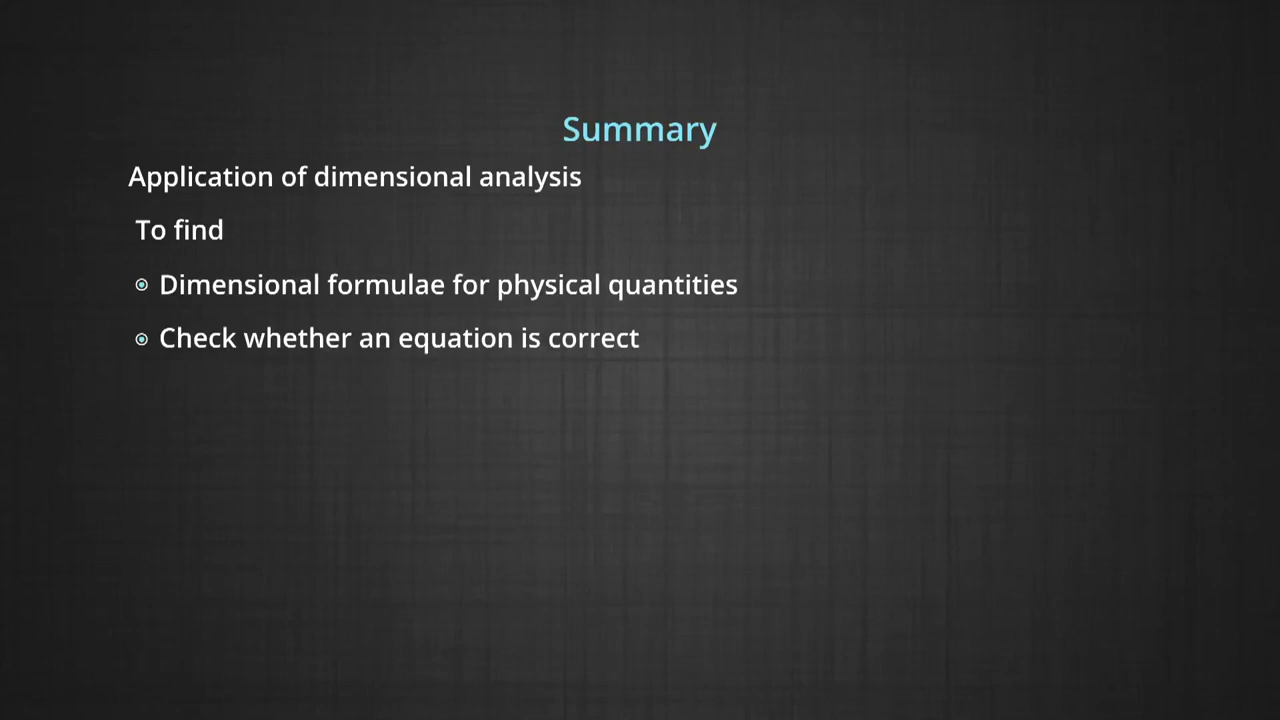 Summary
Application of dimensional analysis
To find
Dimensional formulae for physical quantities
Check whether an equation is correct